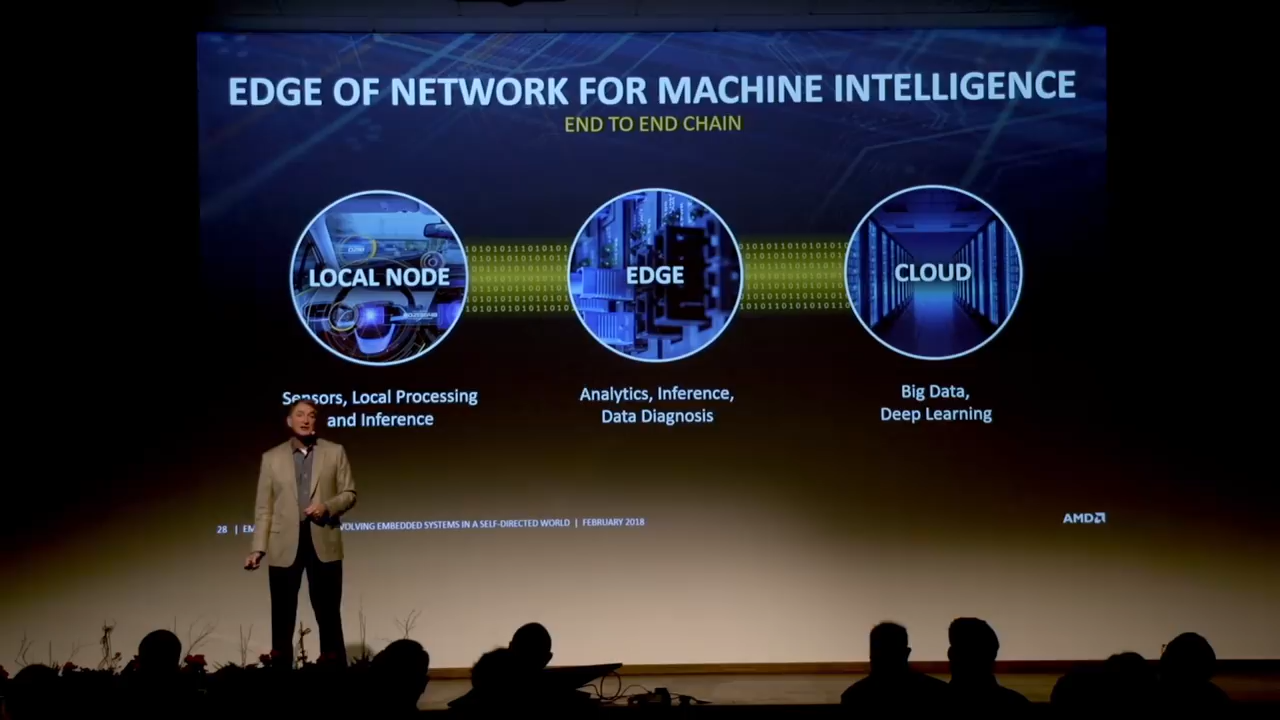 EDGE OF NETWORK FOR MACHINE INTELLIGENCE
END TO END CHAIN
LOCAL NODE
EDGE
CLOUD
Sensors, Local Processing
and Inference
Analytics, Inference,
Data Diagnosis
Big Data,
Deep Learning
28 | VOLVING EMBEDDED SYSTEMS IN A SELF-DIRECTED WORLD | FEBRUARY 2018
AMD